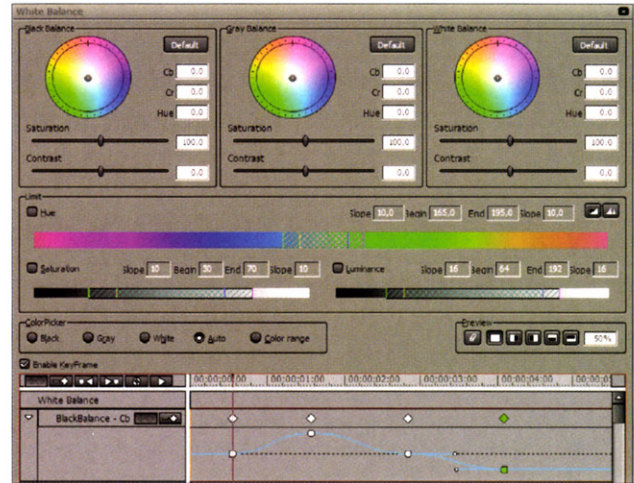 White Balance
Black Balance
Gray Balance
White Balance
Default
Default
Default
Cb 0.0
Cb 0.0
Cb 0.0
Cr 0.0
Cr 0.0
Cr 0.0
Hue 0.0
Hue 0.0
Hue 0.0
Saturation
Saturation
Saturation
100.0
100.0
100.0
Contrast
Contrast
Contrast
0.0
0.0
0.0
Limit
Hue Slope 10,0 Begin 165,0 End 195,0 Slope 10,0
Saturation Slope 10 Begin 30 End 70 Slope 10
Luminance Slope 16 Begin 64 End 192 Slope 16
ColorPicker
Preview
Black Gray White Auto Color range
50%
Enable KeyFrame
00:00:00:00 00:00:01:00 00:00:02:00 00:00:03:00 00:00:04:00 00:00:05
White Balance
BlackBalance - Cb